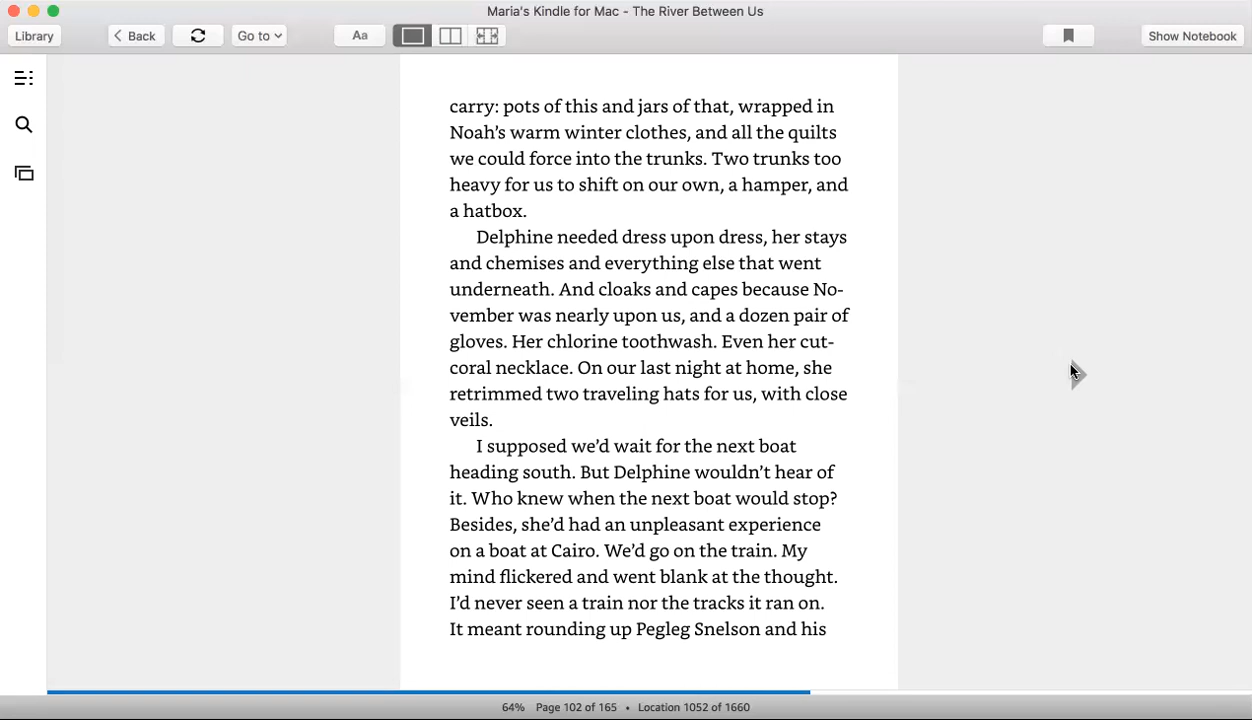 Maria's Kindle for Mac - The River Between Us
Library
Back
Go to
Aa
Show Notebook
carry: pots of this and jars of that, wrapped in
Noah's warm winter clothes, and all the quilts
we could force into the trunks. Two trunks too
heavy for us to shift on our own, a hamper, and
a hatbox.
Delphine needed dress upon dress, her stays
and chemises and everything else that went
underneath. And cloaks and capes because No-
vember was nearly upon us, and a dozen pair of
gloves. Her chlorine toothwash. Even her cut-
coral necklace. On our last night at home, she
retrimmed two traveling hats for us, with close
veils.
I supposed we'd wait for the next boat
heading south. But Delphine wouldn't hear of
it. Who knew when the next boat would stop?
Besides, she'd had an unpleasant experience
on a boat at Cairo. We'd go on the train. My
mind flickered and went blank at the thought.
I'd never seen a train nor the tracks it ran on.
It meant rounding up Pegleg Snelson and his
64% Page 102 of 165 • Location 1052 of 1660